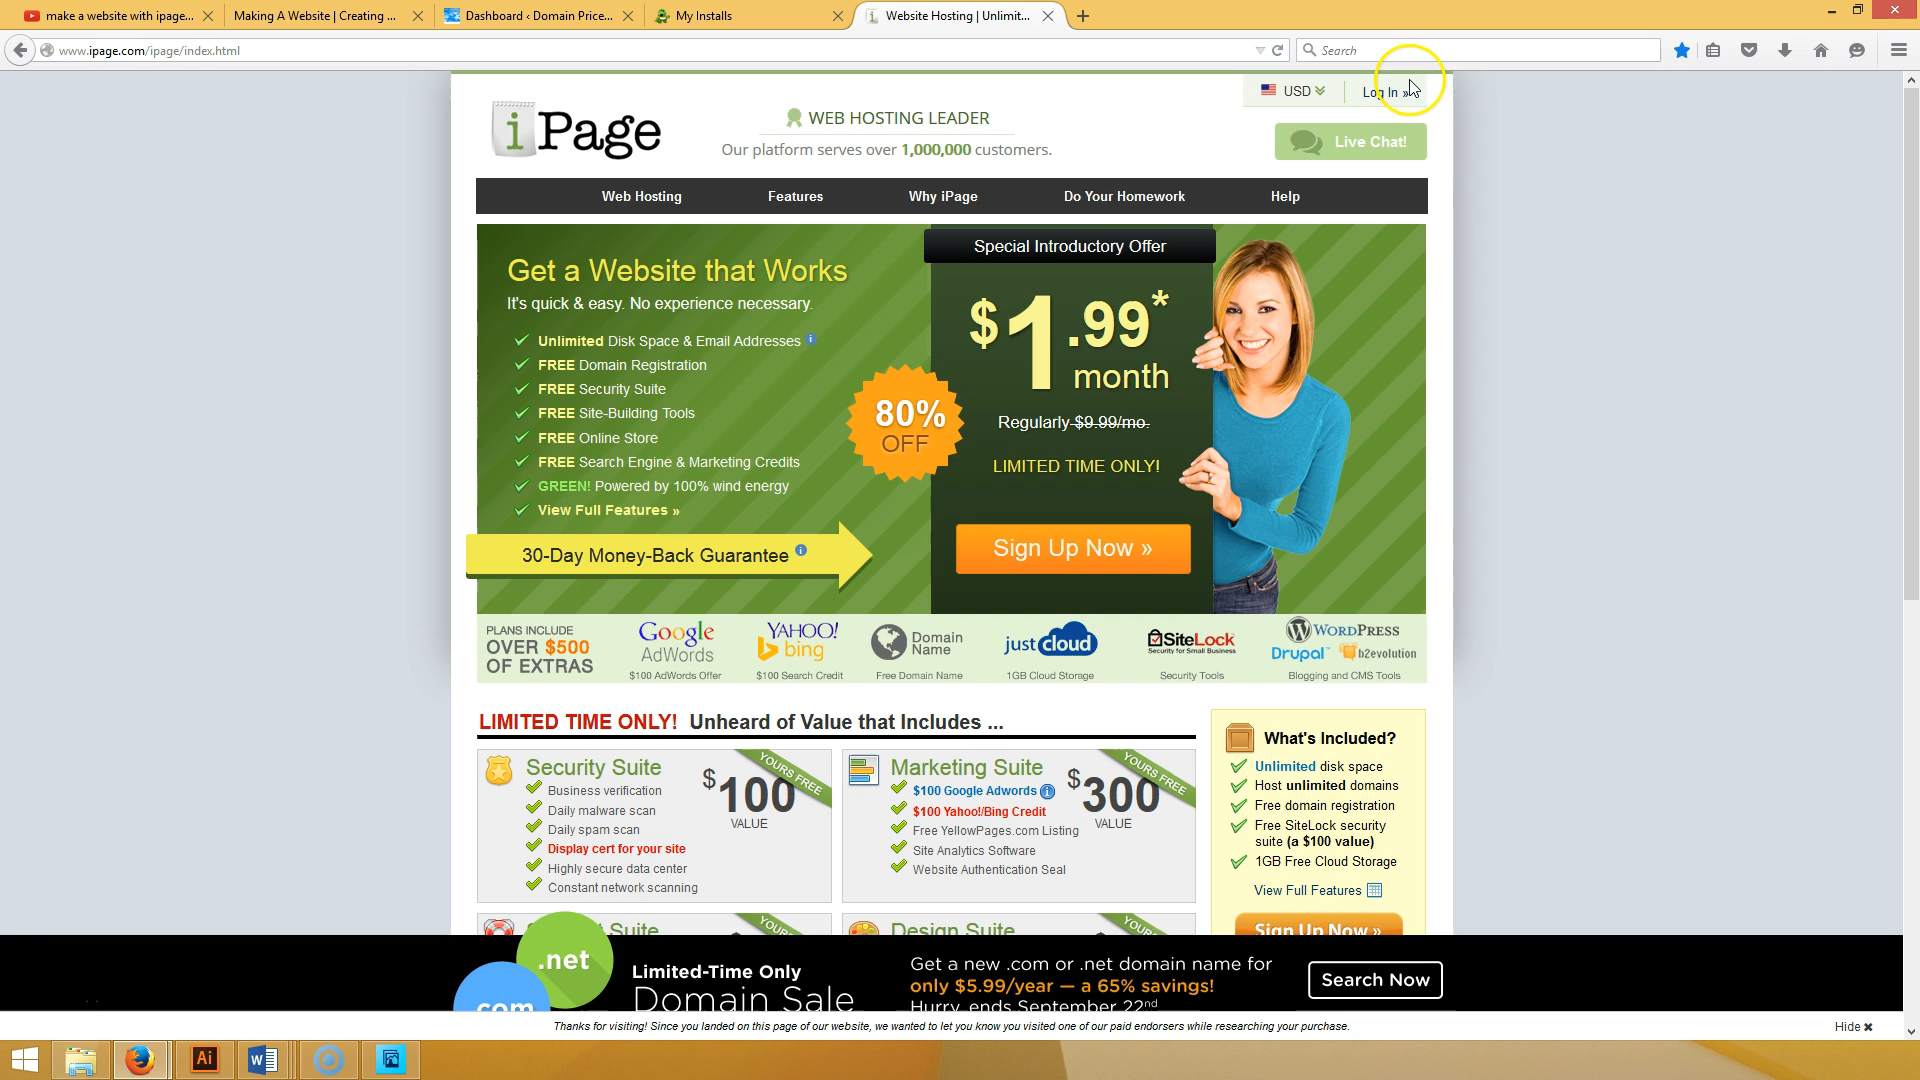 make a website with ipage...
Making A Website | Creating ...
Dashboard ‹ Domain Price...
My Installs
Website Hosting | Unlimit...
www.ipage.com/ipage/index.html
Search
USD
Log In »
iPage
WEB HOSTING LEADER
Our platform serves over 1,000,000 customers.
Live Chat!
Web Hosting
Features
Why iPage
Do Your Homework
Help
Get a Website that Works
It's quick & easy. No experience necessary.
Unlimited Disk Space & Email Addresses
FREE Domain Registration
FREE Security Suite
FREE Site-Building Tools
FREE Online Store
FREE Search Engine & Marketing Credits
GREEN! Powered by 100% wind energy
View Full Features »
30-Day Money-Back Guarantee
80%
OFF
Special Introductory Offer
$1.99*
month
Regularly $9.99/mo.
LIMITED TIME ONLY!
Sign Up Now »
PLANS INCLUDE
OVER $500
OF EXTRAS
Google
AdWords
$100 AdWords Offer
YAHOO!
bing
$100 Search Credit
Domain
Name
Free Domain Name
justcloud
1GB Cloud Storage
SiteLock
Security for Small Business
Security Tools
WORDPRESS
Drupal
b2evolution
Blogging and CMS Tools
LIMITED TIME ONLY! Unheard of Value that Includes ...
Security Suite
Business verification
Daily malware scan
Daily spam scan
Display cert for your site
Highly secure data center
Constant network scanning
$100
VALUE
YOURS FREE
Marketing Suite
$100 Google Adwords
$100 Yahoo!/Bing Credit
Free YellowPages.com Listing
Site Analytics Software
Website Authentication Seal
$300
VALUE
YOURS FREE
What's Included?
Unlimited disk space
Host unlimited domains
Free domain registration
Free SiteLock security
suite (a $100 value)
1GB Free Cloud Storage
View Full Features
Sign Up Now »
Suite
Design Suite
.net
.com
Limited-Time Only
Domain Sale
Get a new .com or .net domain name for
only $5.99/year — a 65% savings!
Hurry, ends September 22nd
Search Now
Thanks for visiting! Since you landed on this page of our website, we wanted to let you know you visited one of our paid endorsers while researching your purchase.
Hide ✖
Ai
W